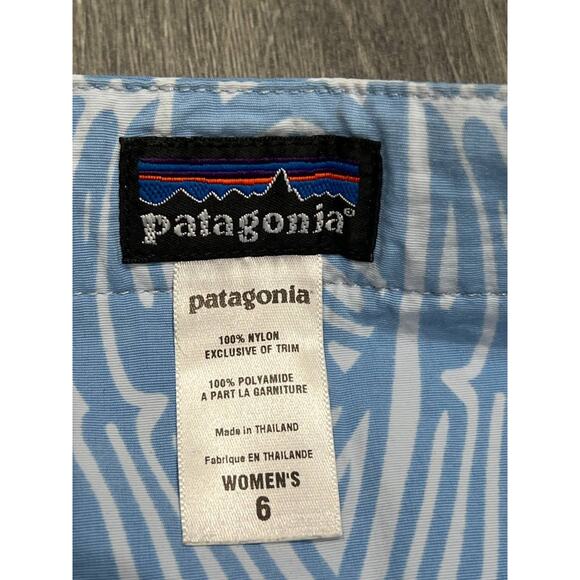 patagonia®
patagonia®
100% NYLON
EXCLUSIVE OF TRIM
100% POLYAMIDE
A PART LA GARNITURE
Made in THAILAND
Fabrique EN THAILANDE
WOMEN'S
6